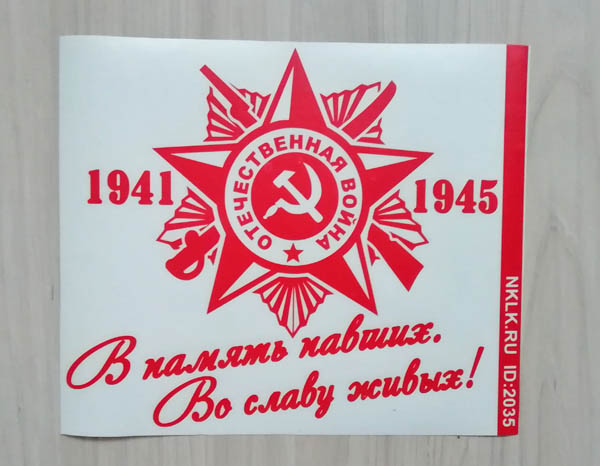 ОТЕЧЕСТВЕННАЯ ВОЙНА
1941
1945
В память павших.
Во славу живых!
NKLK.RU ID:2035